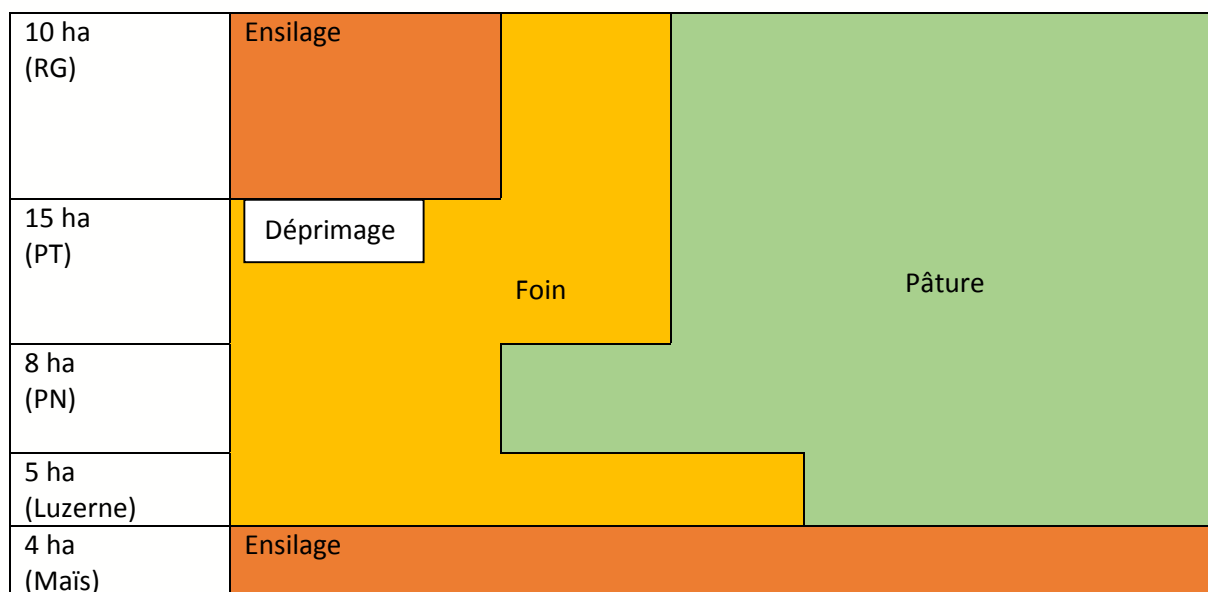 10 ha
(RG)
Ensilage
15 ha
(PT)
Déprimage
Foin
Pâture
8 ha
(PN)
5 ha
(Luzerne)
4 ha
(Maïs)
Ensilage